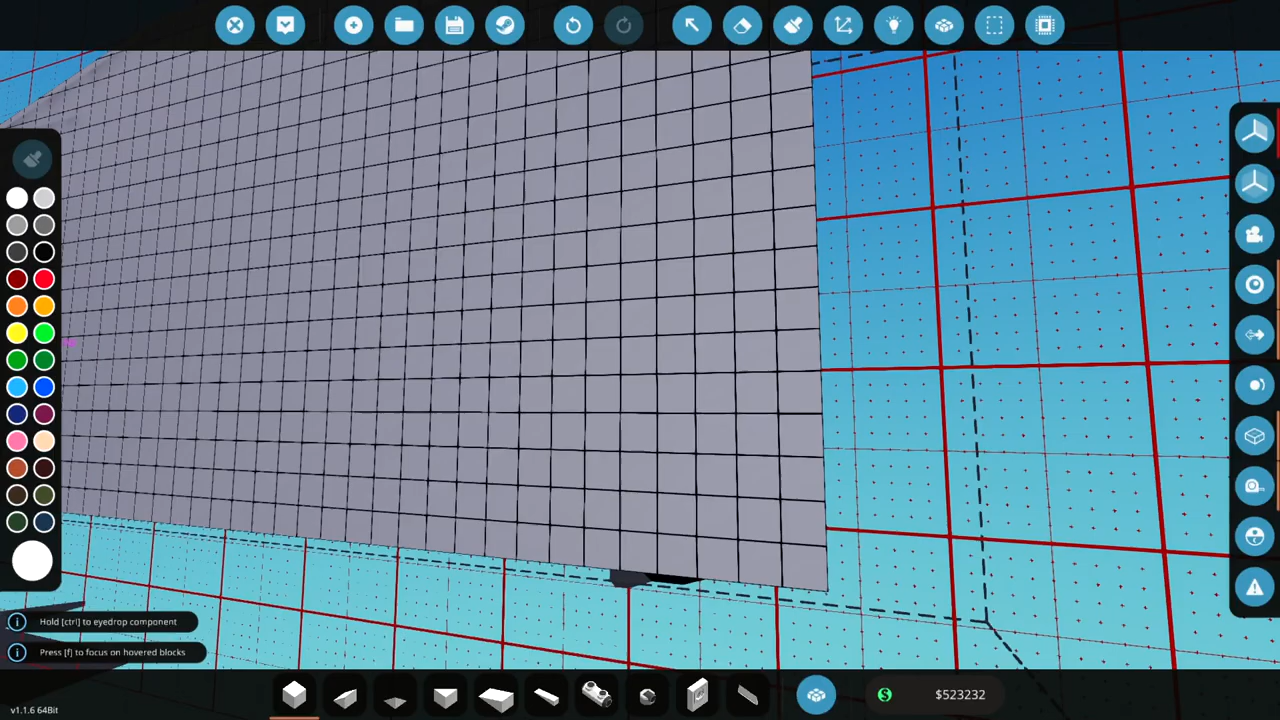 Hold [ctrl] to eyedrop component
Press [f] to focus on hovered blocks
$523232
v1.1.6 64Bit